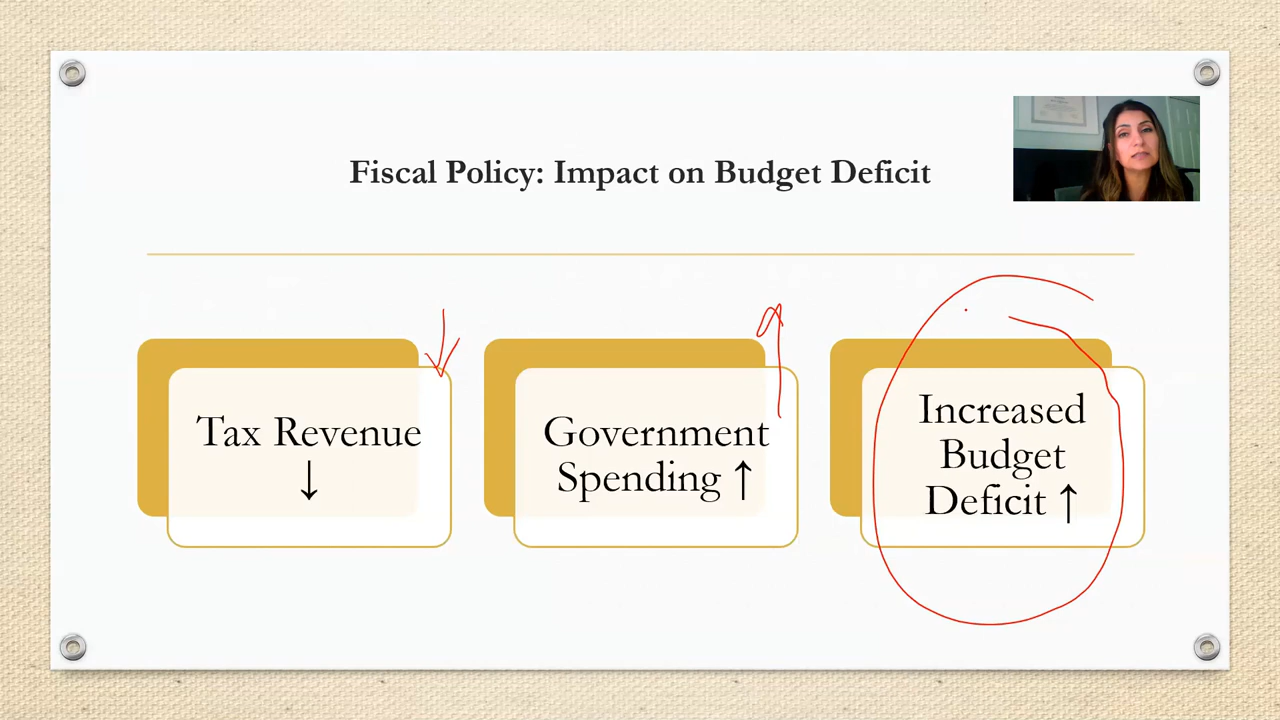 Fiscal Policy: Impact on Budget Deficit
Tax Revenue
↓
Government
Spending ↑
Increased
Budget
Deficit ↑